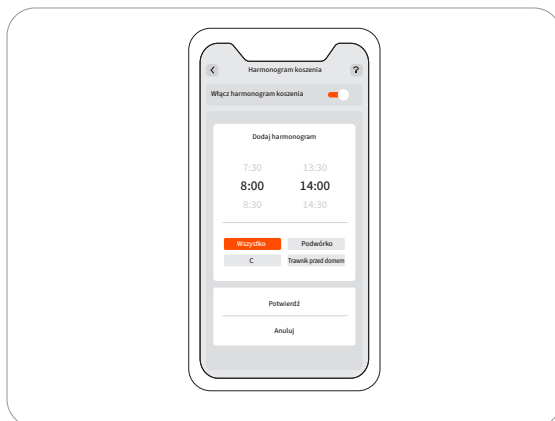 Harmonogram koszenia ?
Włącz harmonogram koszenia
Dodaj harmonogram
7:30 13:30
8:00 14:00
8:30 14:30
Wszystko Podwórko
C Trawnik przed domem
Potwierdź
Anuluj